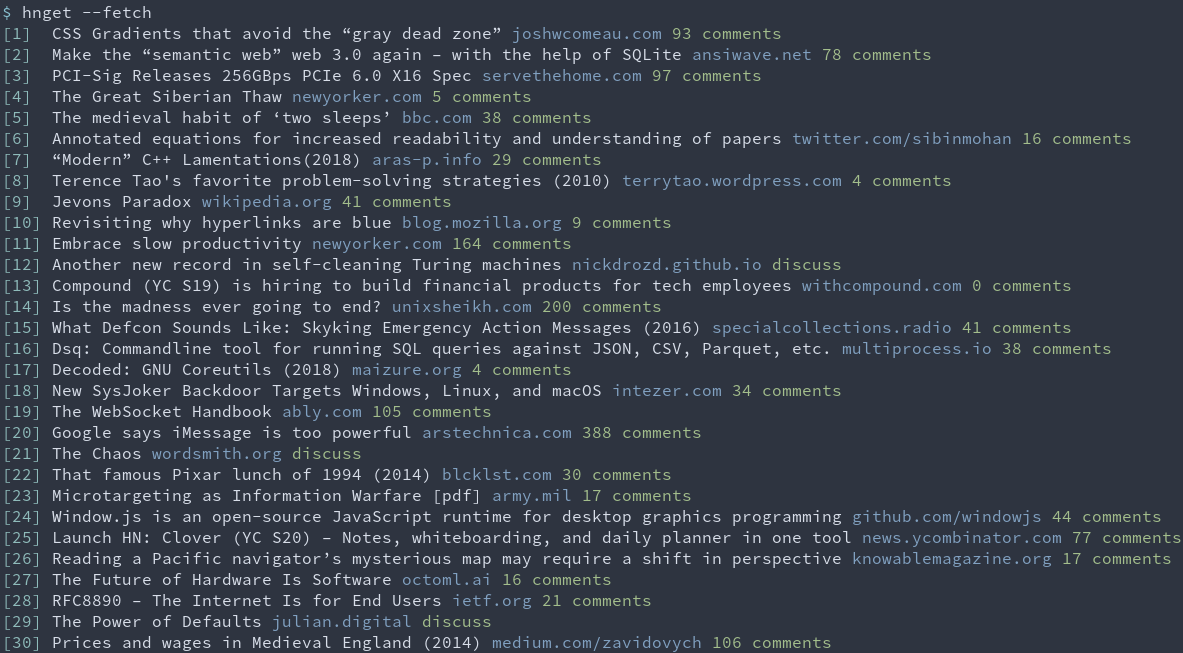 $ hnget --fetch
[1]  CSS Gradients that avoid the “gray dead zone” joshwcomeau.com 93 comments
[2]  Make the “semantic web” web 3.0 again – with the help of SQLite ansiwave.net 78 comments
[3]  PCI-Sig Releases 256GBps PCIe 6.0 X16 Spec servethehome.com 97 comments
[4]  The Great Siberian Thaw newyorker.com 5 comments
[5]  The medieval habit of ‘two sleeps’ bbc.com 38 comments
[6]  Annotated equations for increased readability and understanding of papers twitter.com/sibinmohan 16 comments
[7]  “Modern” C++ Lamentations(2018) aras-p.info 29 comments
[8]  Terence Tao's favorite problem-solving strategies (2010) terrytao.wordpress.com 4 comments
[9]  Jevons Paradox wikipedia.org 41 comments
[10] Revisiting why hyperlinks are blue blog.mozilla.org 9 comments
[11] Embrace slow productivity newyorker.com 164 comments
[12] Another new record in self-cleaning Turing machines nickdrozd.github.io discuss
[13] Compound (YC S19) is hiring to build financial products for tech employees withcompound.com 0 comments
[14] Is the madness ever going to end? unixsheikh.com 200 comments
[15] What Defcon Sounds Like: Skyking Emergency Action Messages (2016) specialcollections.radio 41 comments
[16] Dsq: Commandline tool for running SQL queries against JSON, CSV, Parquet, etc. multiprocess.io 38 comments
[17] Decoded: GNU Coreutils (2018) maizure.org 4 comments
[18] New SysJoker Backdoor Targets Windows, Linux, and macOS intezer.com 34 comments
[19] The WebSocket Handbook ably.com 105 comments
[20] Google says iMessage is too powerful arstechnica.com 388 comments
[21] The Chaos wordsmith.org discuss
[22] That famous Pixar lunch of 1994 (2014) blcklst.com 30 comments
[23] Microtargeting as Information Warfare [pdf] army.mil 17 comments
[24] Window.js is an open-source JavaScript runtime for desktop graphics programming github.com/windowjs 44 comments
[25] Launch HN: Clover (YC S20) – Notes, whiteboarding, and daily planner in one tool news.ycombinator.com 77 comments
[26] Reading a Pacific navigator’s mysterious map may require a shift in perspective knowablemagazine.org 17 comments
[27] The Future of Hardware Is Software octoml.ai 16 comments
[28] RFC8890 – The Internet Is for End Users ietf.org 21 comments
[29] The Power of Defaults julian.digital discuss
[30] Prices and wages in Medieval England (2014) medium.com/zavidovych 106 comments